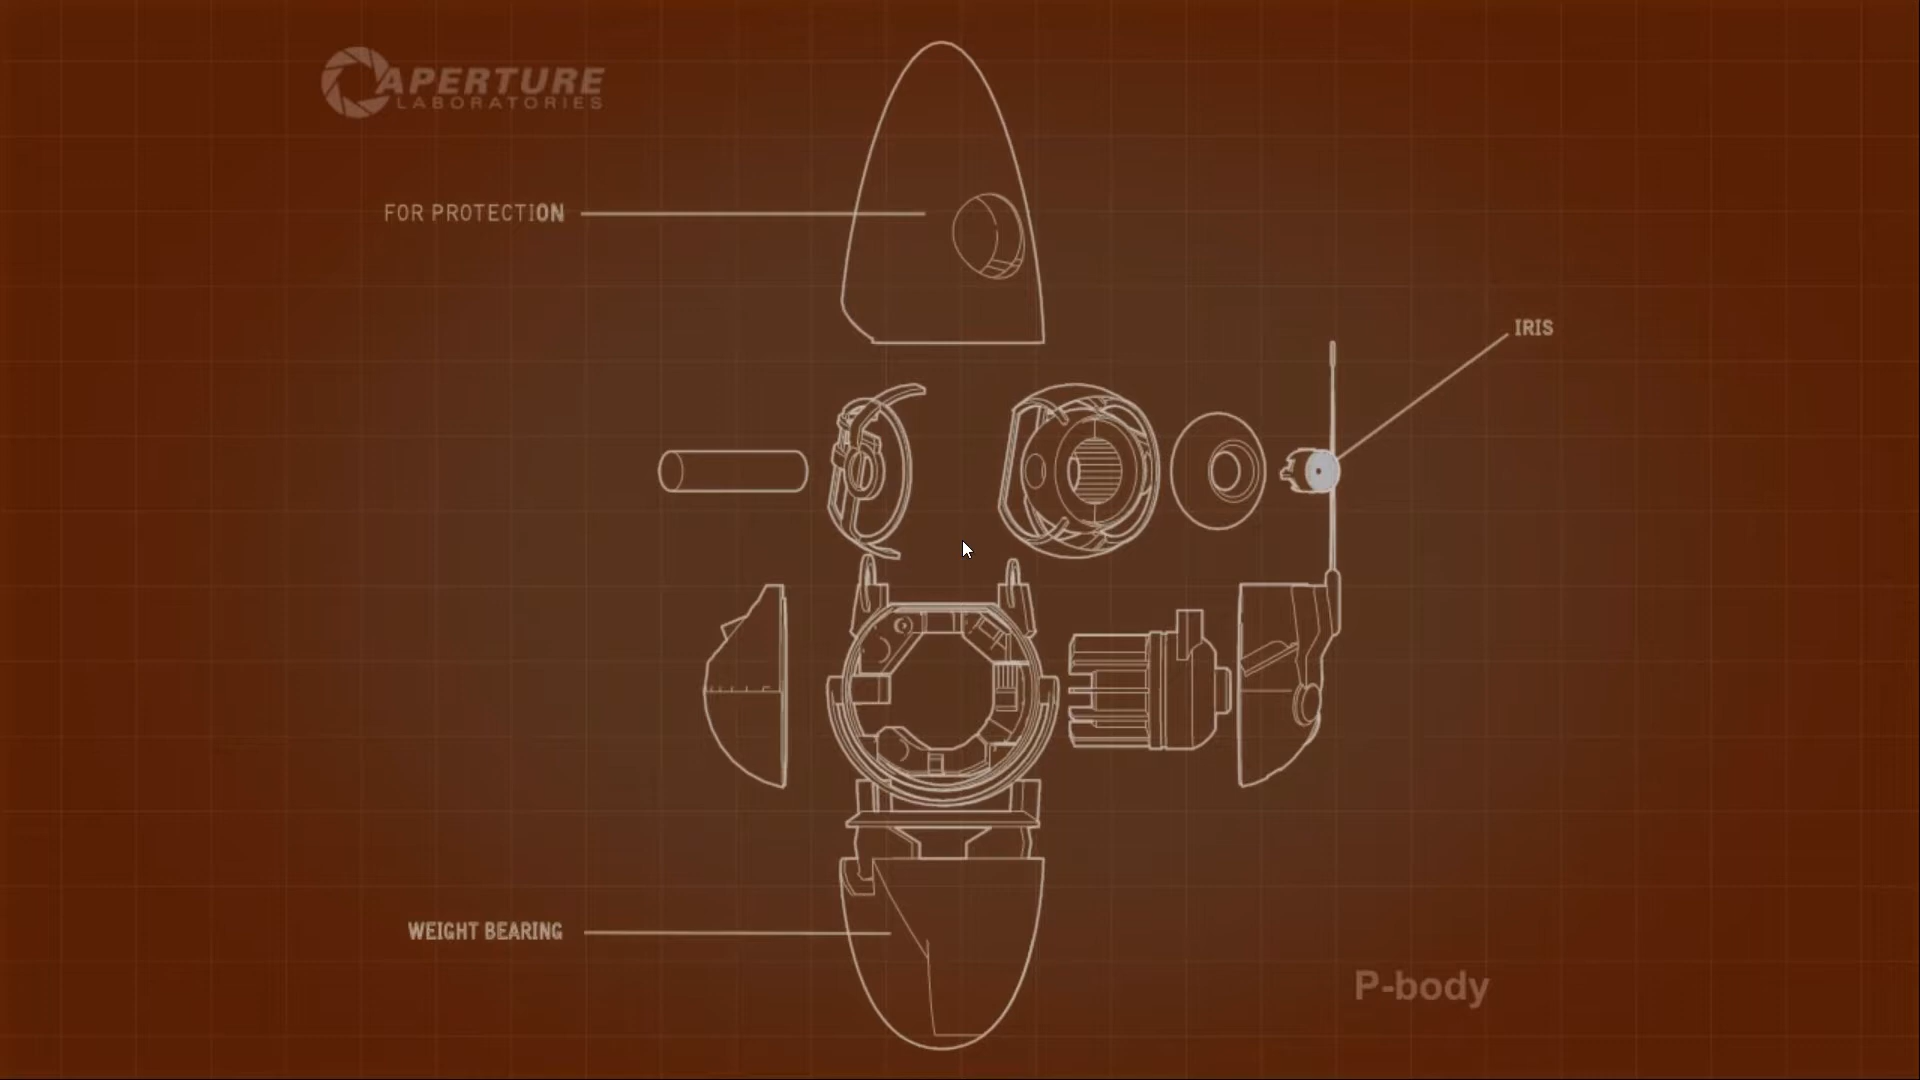 APERTURE
LABORATORIES
FOR PROTECTION
IRIS
WEIGHT BEARING
P-body